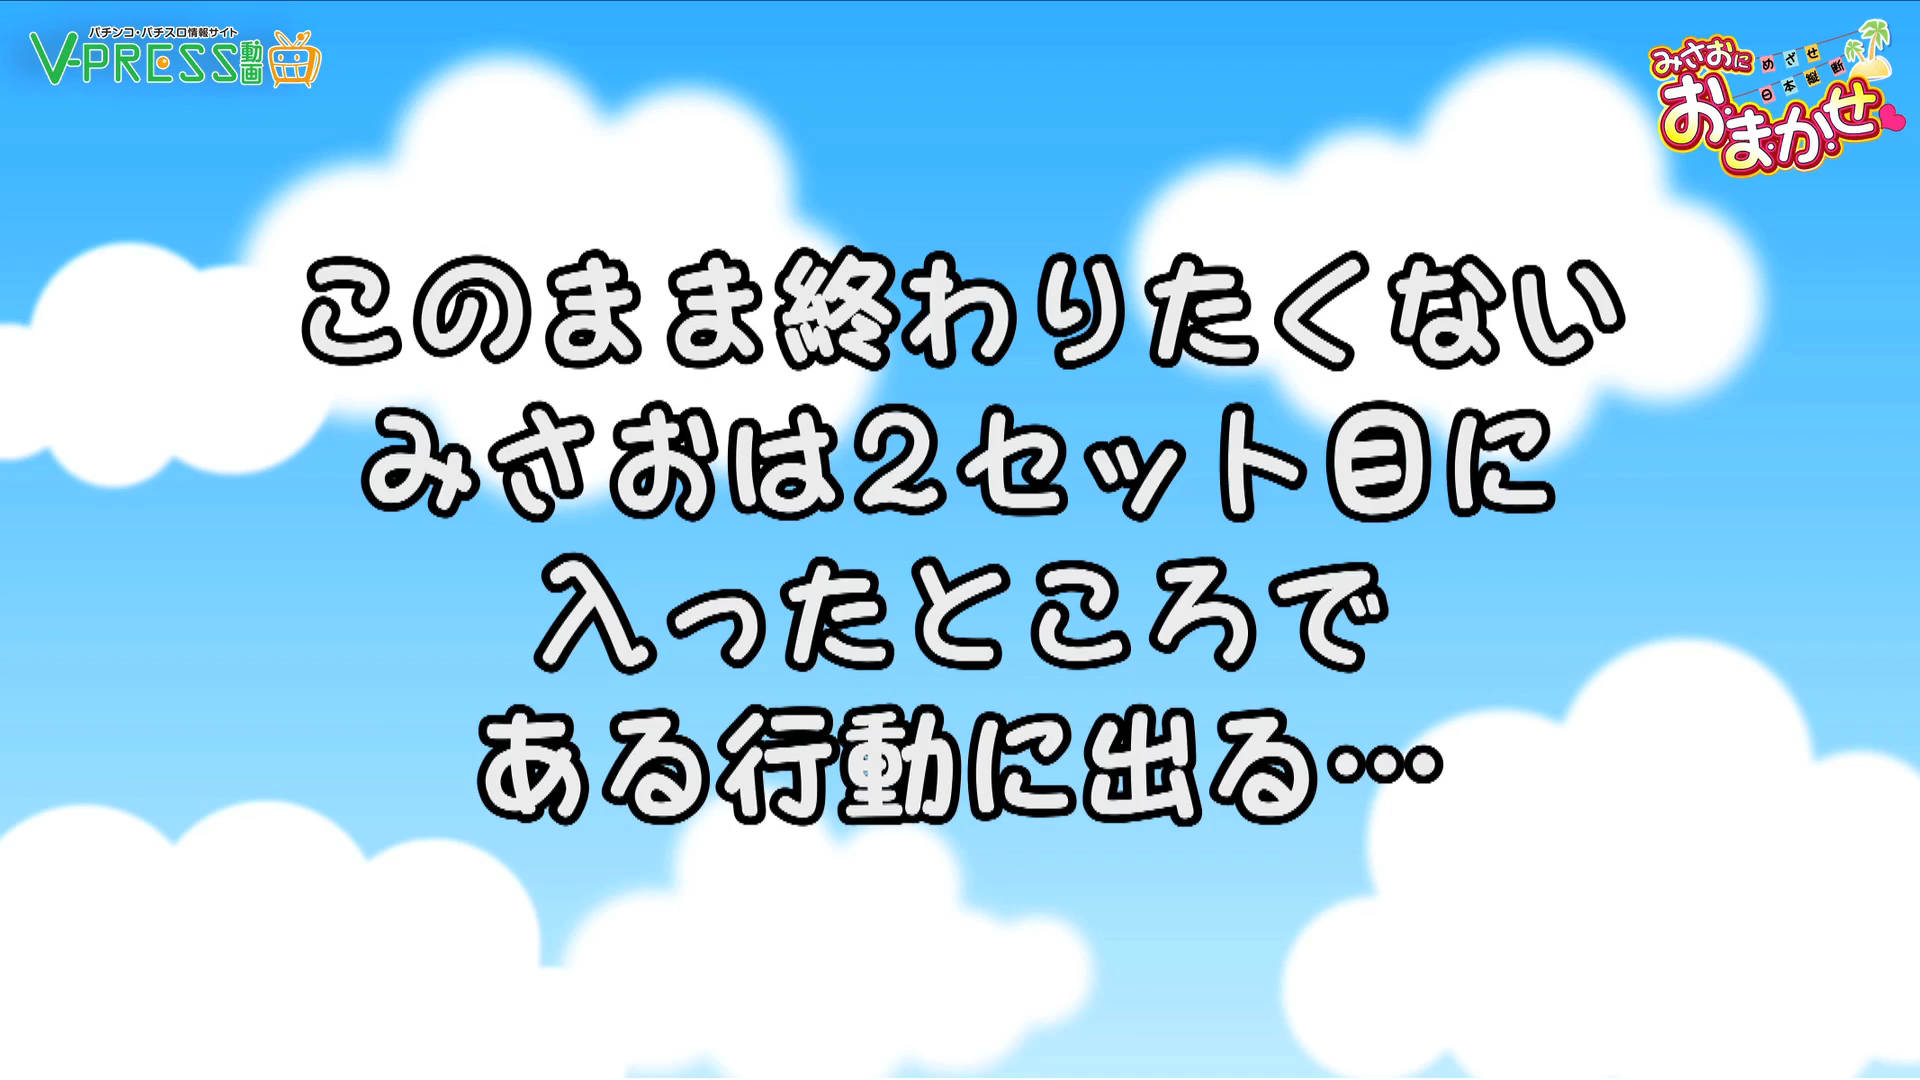 パチンコ・パチスロ情報サイト
V-PRESS動画
みさおに
めざせ
日本縦断
おまかせ
このまま終わりたくない
みさおは2セット目に
入ったところで
ある行動に出る…